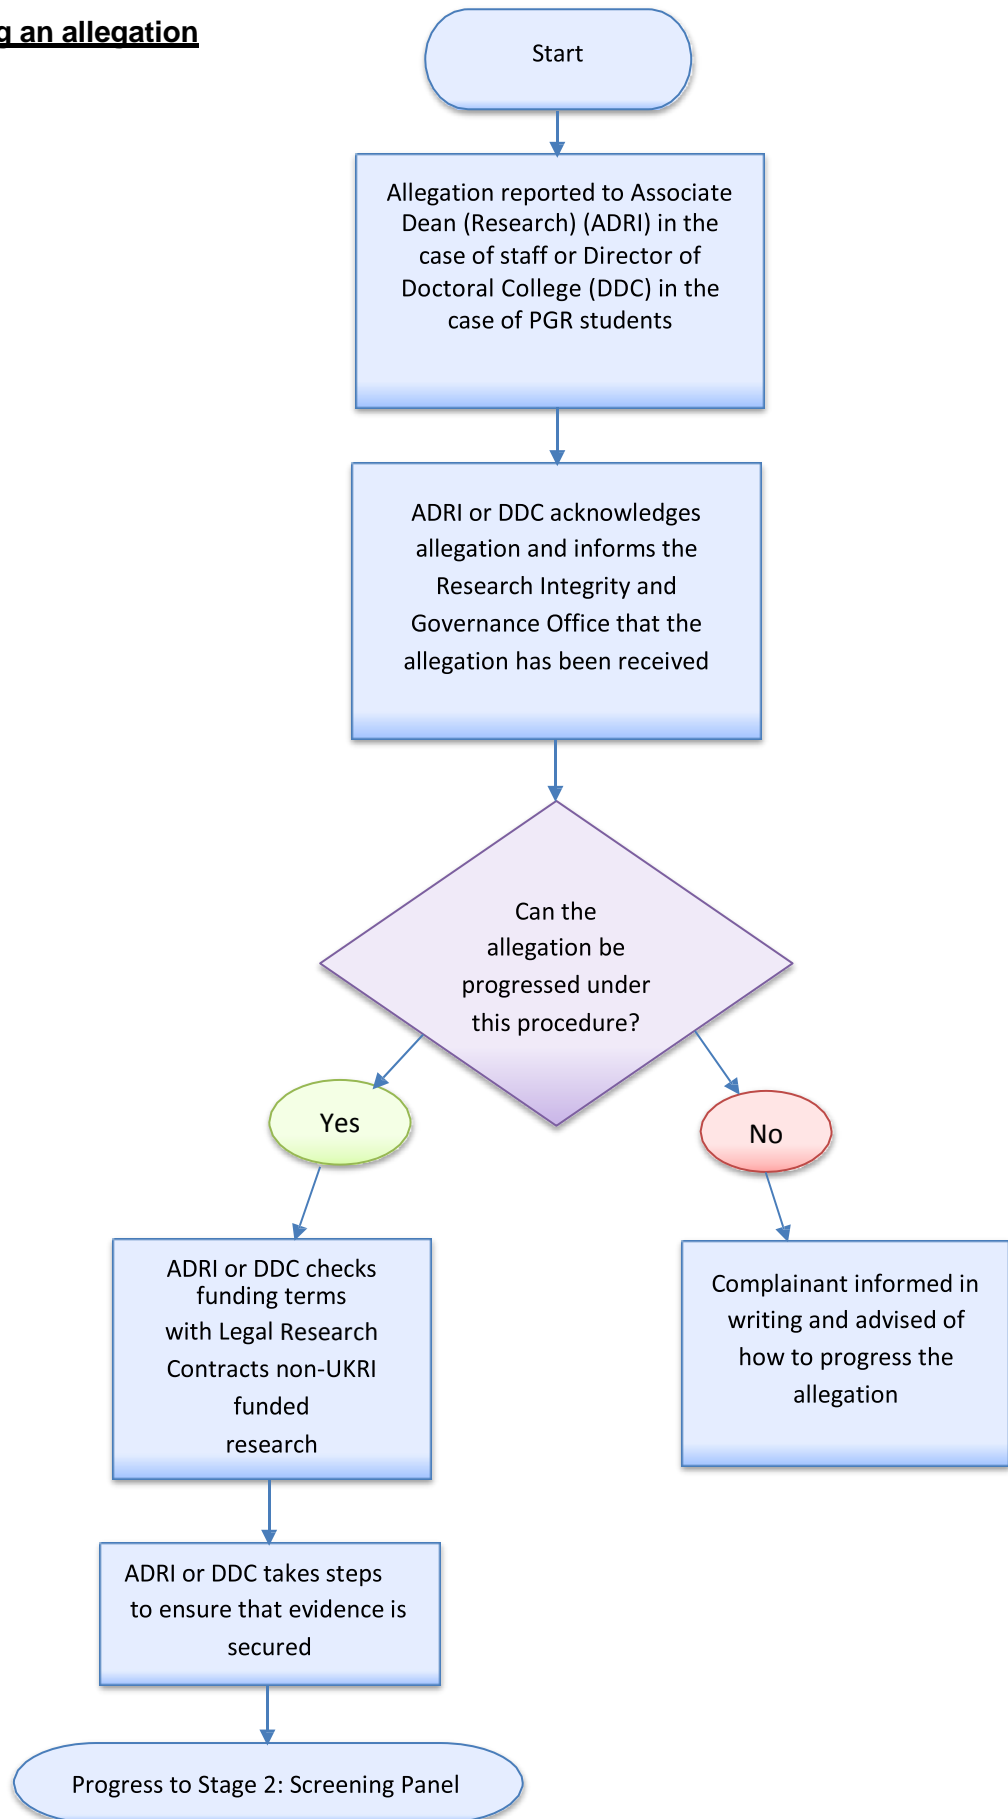 g an allegation
Start
Allegation reported to Associate
Dean (Research) (ADRI) in the
case of staff or Director of
Doctoral College (DDC) in the
case of PGR students
ADRI or DDC acknowledges
allegation and informs the
Research Integrity and
Governance Office that the
allegation has been received
Can the
allegation be
progressed under
this procedure?
Yes
No
ADRI or DDC checks
funding terms
with Legal Research
Contracts non-UKRI
funded
research
Complainant informed in
writing and advised of
how to progress the
allegation
ADRI or DDC takes steps
to ensure that evidence is
secured
Progress to Stage 2: Screening Panel